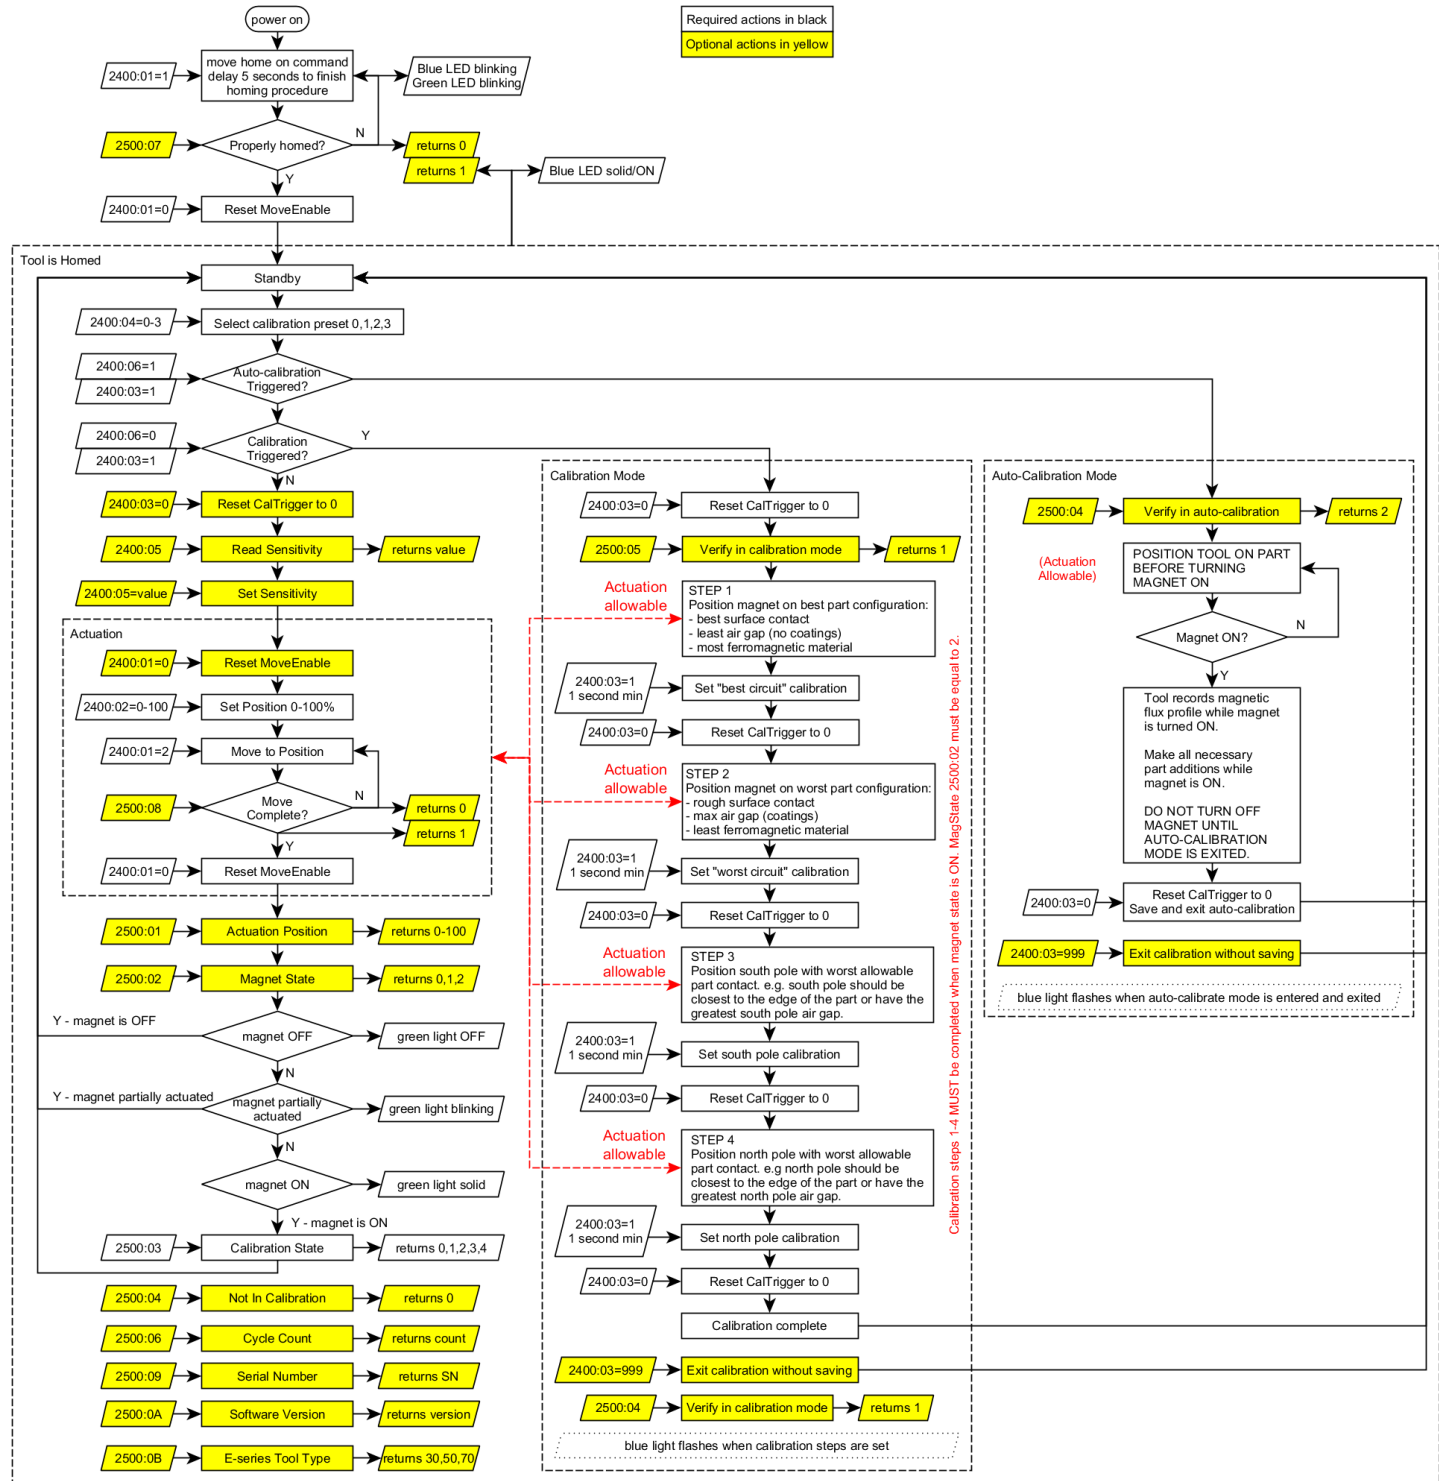 power on
Required actions in black
Optional actions in yellow
2400:01=1
move home on command
delay 5 seconds to finish
homing procedure
Blue LED blinking
Green LED blinking
2500:07
Properly homed?
N
returns 0
returns 1
Blue LED solid/ON
Y
2400:01=0
Reset MoveEnable
Tool is Homed
Standby
2400:04=0-3
Select calibration preset 0,1,2,3
2400:06=1
2400:03=1
Auto-calibration
Triggered?
2400:06=0
2400:03=1
Calibration
Triggered?
Y
N
2400:03=0
Reset CalTrigger to 0
2400:05
Read Sensitivity
returns value
2400:05=value
Set Sensitivity
Actuation
2400:01=0
Reset MoveEnable
2400:02=0-100
Set Position 0-100%
2400:01=2
Move to Position
2500:08
Move
Complete?
N
returns 0
returns 1
Y
2400:01=0
Reset MoveEnable
2500:01
Actuation Position
returns 0-100
2500:02
Magnet State
returns 0,1,2
Y - magnet is OFF
magnet OFF
green light OFF
N
Y - magnet partially actuated
magnet partially
actuated
green light blinking
N
magnet ON
green light solid
Y - magnet is ON
2500:03
Calibration State
returns 0,1,2,3,4
2500:04
Not In Calibration
returns 0
2500:06
Cycle Count
returns count
2500:09
Serial Number
returns SN
2500:0A
Software Version
returns version
2500:0B
E-series Tool Type
returns 30,50,70
Calibration Mode
2400:03=0
Reset CalTrigger to 0
2500:05
Verify in calibration mode
returns 1
Actuation
allowable
STEP 1
Position magnet on best part configuration:
- best surface contact
- least air gap (no coatings)
- most ferromagnetic material
2400:03=1
1 second min
Set "best circuit" calibration
2400:03=0
Reset CalTrigger to 0
Actuation
allowable
STEP 2
Position magnet on worst part configuration:
- rough surface contact
- max air gap (coatings)
- least ferromagnetic material
2400:03=1
1 second min
Set "worst circuit" calibration
2400:03=0
Reset CalTrigger to 0
Actuation
allowable
STEP 3
Position south pole with worst allowable
part contact. e.g. south pole should be
closest to the edge of the part or have the
greatest south pole air gap.
2400:03=1
1 second min
Set south pole calibration
2400:03=0
Reset CalTrigger to 0
Actuation
allowable
STEP 4
Position north pole with worst allowable
part contact. e.g north pole should be
closest to the edge of the part or have the
greatest north pole air gap.
2400:03=1
1 second min
Set north pole calibration
2400:03=0
Reset CalTrigger to 0
Calibration complete
2400:03=999
Exit calibration without saving
2500:04
Verify in calibration mode
returns 1
blue light flashes when calibration steps are set
Calibration steps 1-4 MUST be completed when magnet state is ON. MagState 2500:02 must be equal to 2.
Auto-Calibration Mode
2500:04
Verify in auto-calibration
returns 2
(Actuation
Allowable)
POSITION TOOL ON PART
BEFORE TURNING
MAGNET ON
Magnet ON?
N
Y
Tool records magnetic
flux profile while magnet
is turned ON.
Make all necessary
part additions while
magnet is ON.
DO NOT TURN OFF
MAGNET UNTIL
AUTO-CALIBRATION
MODE IS EXITED.
2400:03=0
Reset CalTrigger to 0
Save and exit auto-calibration
2400:03=999
Exit calibration without saving
blue light flashes when auto-calibrate mode is entered and exited